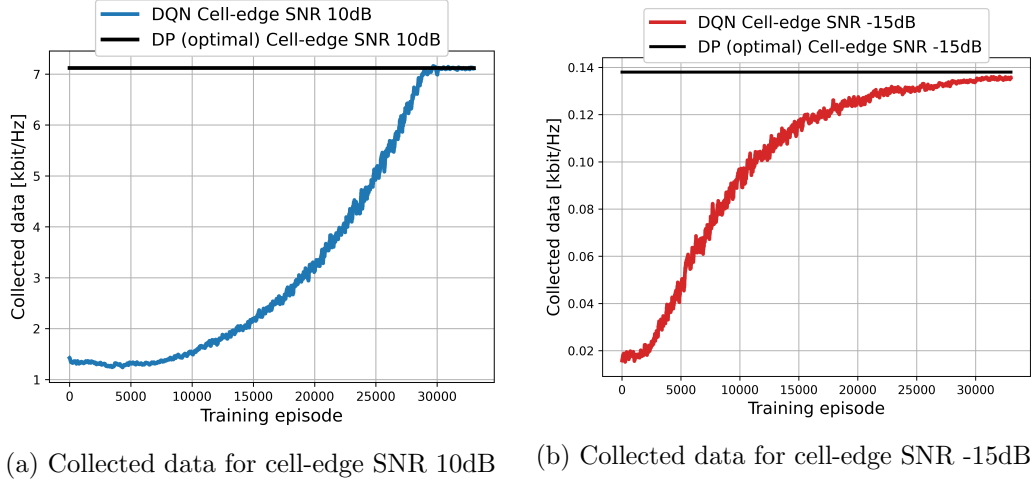 DQN Cell-edge SNR 10dB
DP (optimal) Cell-edge SNR 10dB
7
6
5
4
3
2
1
Collected data [kbit/Hz]
0 5000 10000 15000 20000 25000 30000
Training episode
(a) Collected data for cell-edge SNR 10dB
DQN Cell-edge SNR -15dB
DP (optimal) Cell-edge SNR -15dB
0.14
0.12
0.10
0.08
0.06
0.04
0.02
Collected data [kbit/Hz]
0 5000 10000 15000 20000 25000 30000
Training episode
(b) Collected data for cell-edge SNR -15dB